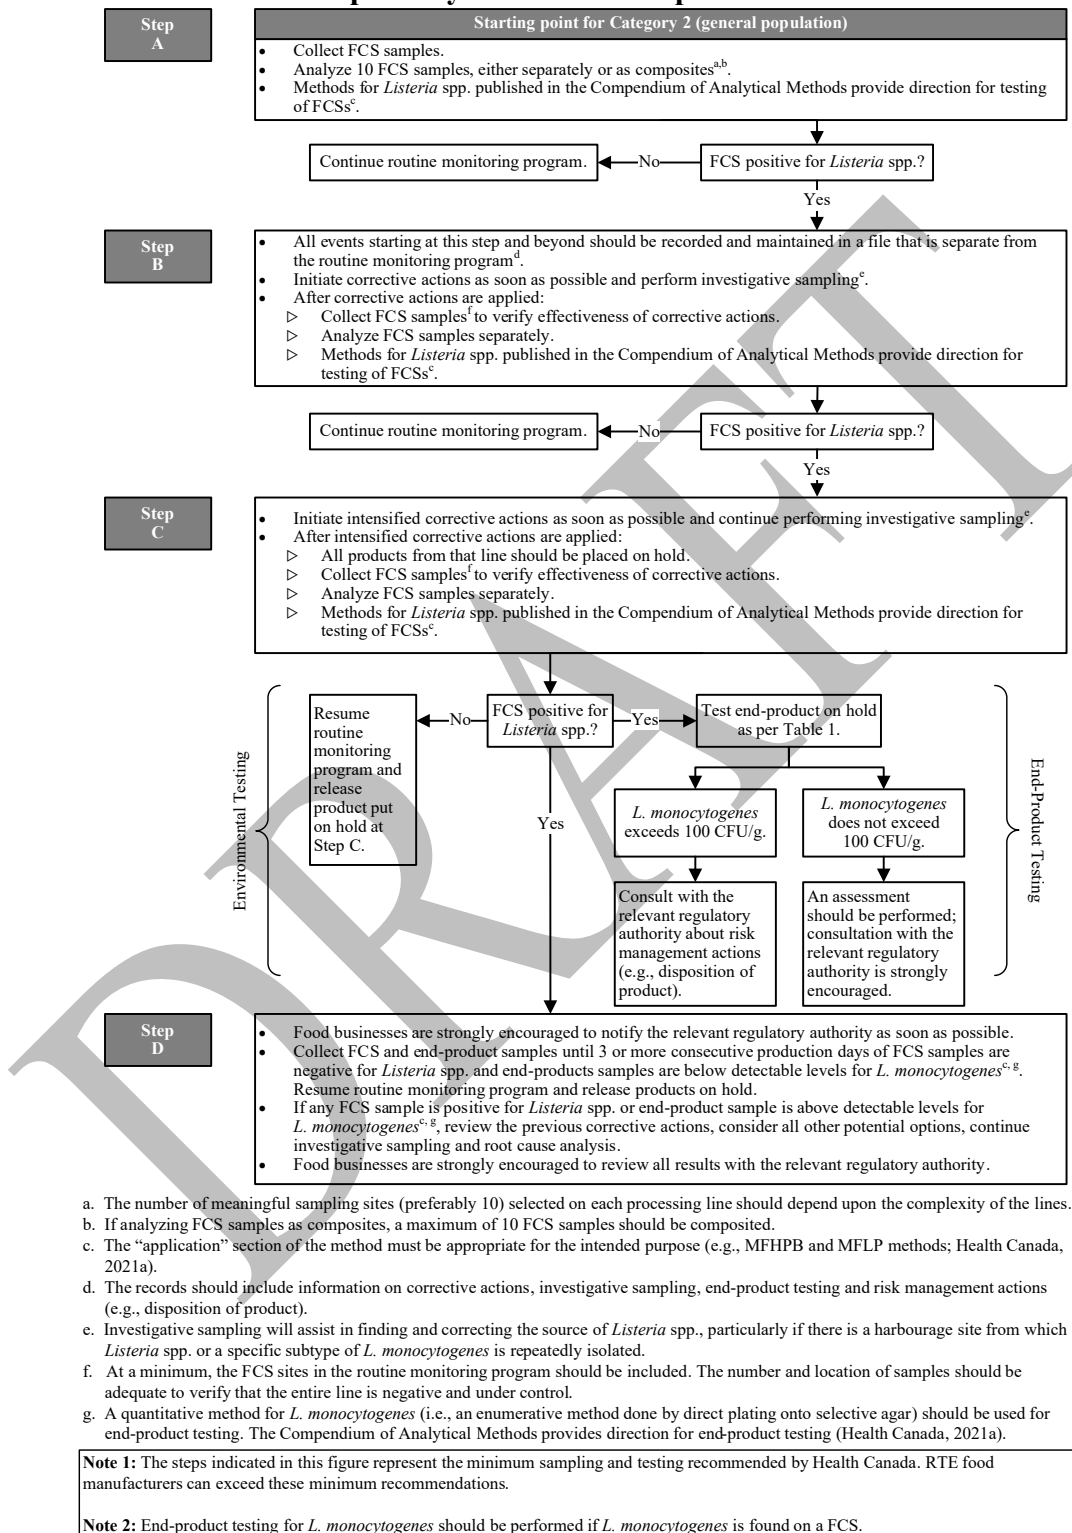 Step
A
Starting point for Category 2 (general population)
• Collect FCS samples.
• Analyze 10 FCS samples, either separately or as composites^a,b.
• Methods for Listeria spp. published in the Compendium of Analytical Methods provide direction for testing
of FCSs^c.
Continue routine monitoring program.
No
FCS positive for Listeria spp.?
Yes
Step
B
• All events starting at this step and beyond should be recorded and maintained in a file that is separate from
the routine monitoring program^d.
• Initiate corrective actions as soon as possible and perform investigative sampling^e.
• After corrective actions are applied:
▷ Collect FCS samples^f to verify effectiveness of corrective actions.
▷ Analyze FCS samples separately.
▷ Methods for Listeria spp. published in the Compendium of Analytical Methods provide direction for
testing of FCSs^c.
Continue routine monitoring program.
No
FCS positive for Listeria spp.?
Yes
Step
C
• Initiate intensified corrective actions as soon as possible and continue performing investigative sampling^e.
• After intensified corrective actions are applied:
▷ All products from that line should be placed on hold.
▷ Collect FCS samples^f to verify effectiveness of corrective actions.
▷ Analyze FCS samples separately.
▷ Methods for Listeria spp. published in the Compendium of Analytical Methods provide direction for
testing of FCSs^c.
Environmental Testing
Resume
routine
monitoring
program and
release
product put
on hold at
Step C.
No
FCS positive for
Listeria spp.?
Yes
Yes
Test end-product on hold
as per Table 1.
L. monocytogenes
exceeds 100 CFU/g.
L. monocytogenes
does not exceed
100 CFU/g.
Consult with the
relevant regulatory
authority about risk
management actions
(e.g., disposition of
product).
An assessment
should be performed;
consultation with the
relevant regulatory
authority is strongly
encouraged.
End-Product Testing
Step
D
• Food businesses are strongly encouraged to notify the relevant regulatory authority as soon as possible.
• Collect FCS and end-product samples until 3 or more consecutive production days of FCS samples are
negative for Listeria spp. and end-products samples are below detectable levels for L. monocytogenes^c, g.
Resume routine monitoring program and release products on hold.
• If any FCS sample is positive for Listeria spp. or end-product sample is above detectable levels for
L. monocytogenes^c, g, review the previous corrective actions, consider all other potential options, continue
investigative sampling and root cause analysis.
• Food businesses are strongly encouraged to review all results with the relevant regulatory authority.
DRAFT
a. The number of meaningful sampling sites (preferably 10) selected on each processing line should depend upon the complexity of the lines.
b. If analyzing FCS samples as composites, a maximum of 10 FCS samples should be composited.
c. The “application” section of the method must be appropriate for the intended purpose (e.g., MFHPB and MFLP methods; Health Canada,
2021a).
d. The records should include information on corrective actions, investigative sampling, end-product testing and risk management actions
(e.g., disposition of product).
e. Investigative sampling will assist in finding and correcting the source of Listeria spp., particularly if there is a harbourage site from which
Listeria spp. or a specific subtype of L. monocytogenes is repeatedly isolated.
f. At a minimum, the FCS sites in the routine monitoring program should be included. The number and location of samples should be
adequate to verify that the entire line is negative and under control.
g. A quantitative method for L. monocytogenes (i.e., an enumerative method done by direct plating onto selective agar) should be used for
end-product testing. The Compendium of Analytical Methods provides direction for end-product testing (Health Canada, 2021a).
Note 1: The steps indicated in this figure represent the minimum sampling and testing recommended by Health Canada. RTE food
manufacturers can exceed these minimum recommendations.
Note 2: End-product testing for L. monocytogenes should be performed if L. monocytogenes is found on a FCS.